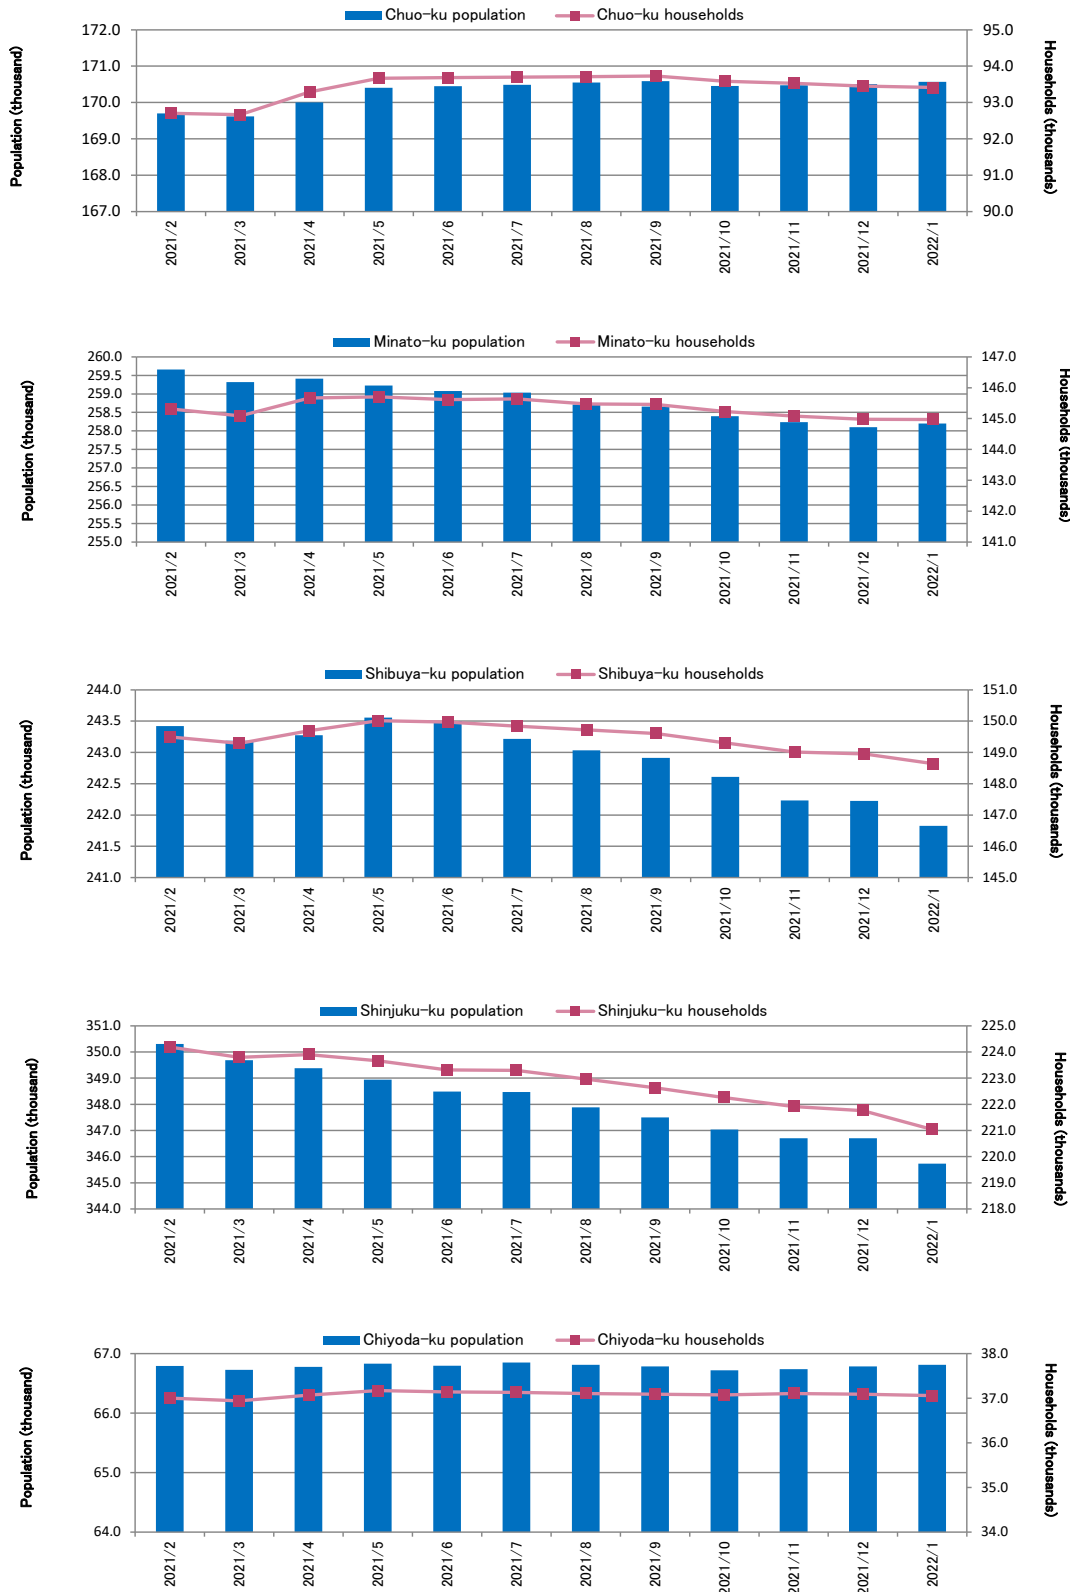 Chuo-ku population Chuo-ku households
Population (thousand)
Households (thousands)
172.0 95.0
171.0 94.0
170.0 93.0
169.0 92.0
168.0 91.0
167.0 90.0
2021/2 2021/3 2021/4 2021/5 2021/6 2021/7 2021/8 2021/9 2021/10 2021/11 2021/12 2022/1
Minato-ku population Minato-ku households
Population (thousand)
Households (thousands)
260.0 147.0
259.5
259.0 146.0
258.5 145.0
258.0
257.5 144.0
257.0
256.5 143.0
256.0 142.0
255.5
255.0 141.0
2021/2 2021/3 2021/4 2021/5 2021/6 2021/7 2021/8 2021/9 2021/10 2021/11 2021/12 2022/1
Shibuya-ku population Shibuya-ku households
Population (thousand)
Households (thousands)
244.0 151.0
243.5 150.0
243.0 149.0
242.5 148.0
242.0 147.0
241.5 146.0
241.0 145.0
2021/2 2021/3 2021/4 2021/5 2021/6 2021/7 2021/8 2021/9 2021/10 2021/11 2021/12 2022/1
Shinjuku-ku population Shinjuku-ku households
Population (thousand)
Households (thousands)
351.0 225.0
350.0 224.0
349.0 223.0
348.0 222.0
347.0 221.0
346.0 220.0
345.0 219.0
344.0 218.0
2021/2 2021/3 2021/4 2021/5 2021/6 2021/7 2021/8 2021/9 2021/10 2021/11 2021/12 2022/1
Chiyoda-ku population Chiyoda-ku households
Population (thousand)
Households (thousands)
67.0 38.0
37.0
66.0
36.0
65.0
35.0
64.0 34.0
2021/2 2021/3 2021/4 2021/5 2021/6 2021/7 2021/8 2021/9 2021/10 2021/11 2021/12 2022/1